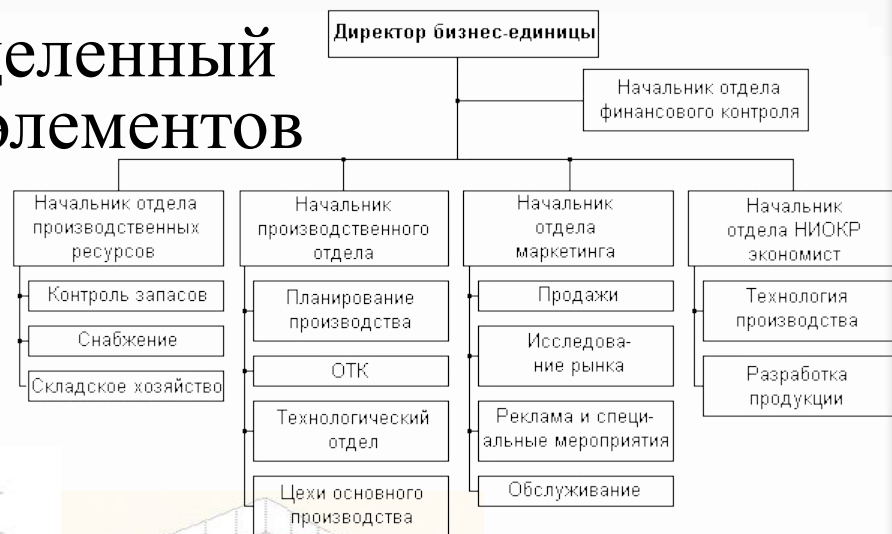 Директор бизнес-единицы
деленный
элементов
Начальник отдела
финансового контроля
Начальник отдела
производственных
ресурсов
Контроль запасов
Снабжение
Складское хозяйство
Начальник
производственного
отдела
Планирование
производства
ОТК
Технологический
отдел
Цехи основного
производства
Начальник
отдела
маркетинга
Продажи
Исследова-
ние рынка
Реклама и специ-
альные мероприятия
Обслуживание
Начальник
отдела НИОКР
экономист
Технология
производства
Разработка
продукции